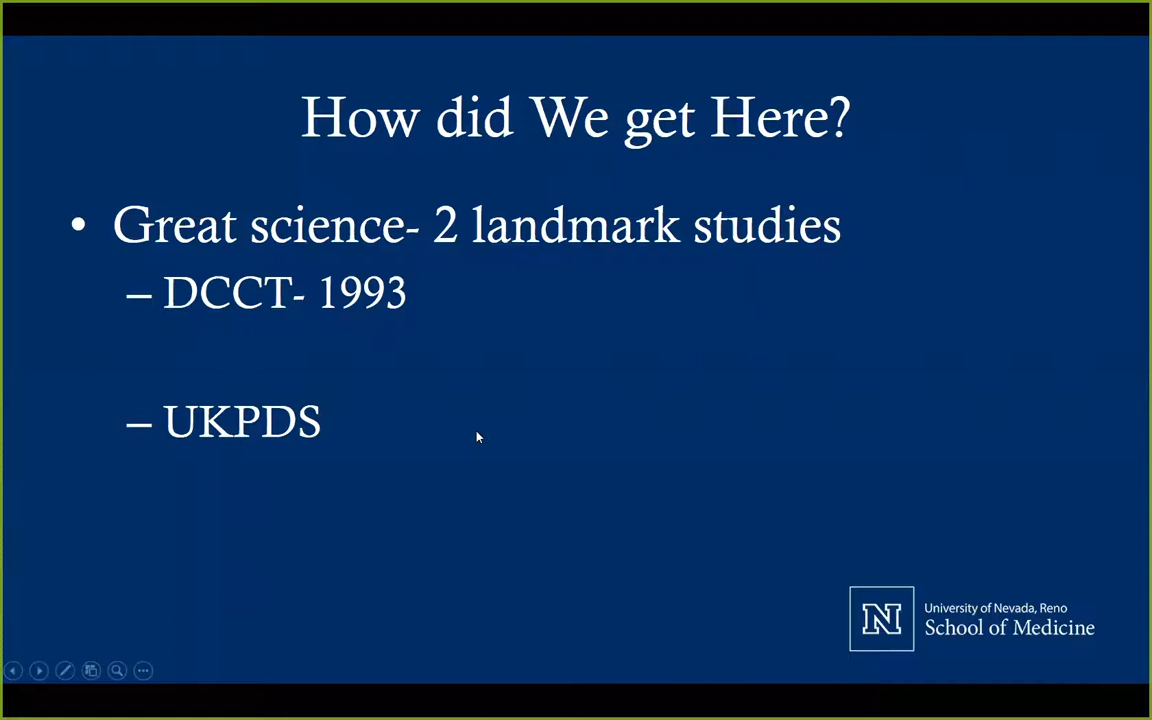 How did We get Here?
• Great science- 2 landmark studies
– DCCT- 1993
– UKPDS
N
University of Nevada, Reno
School of Medicine